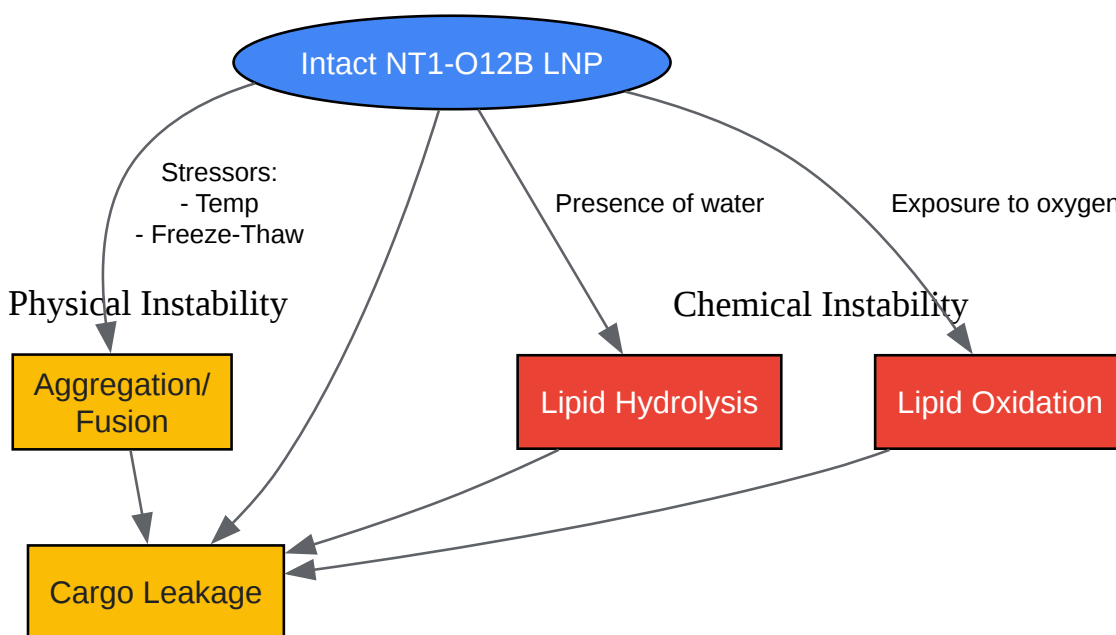 Intact NT1-O12B LNP
Stressors:
- Temp
- Freeze-Thaw
Presence of water
Exposure to oxygen
Physical Instability
Chemical Instability
Aggregation/
Fusion
Lipid Hydrolysis
Lipid Oxidation
Cargo Leakage